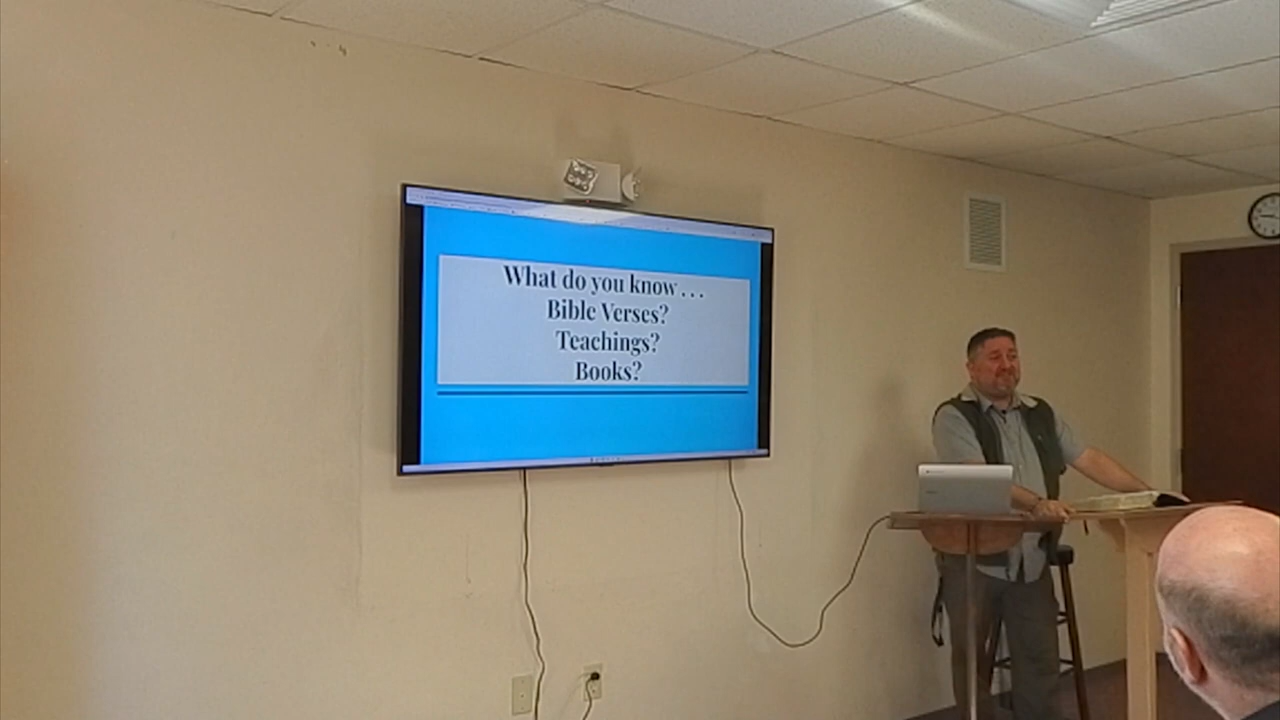 What do you know . . .
Bible Verses?
Teachings?
Books?